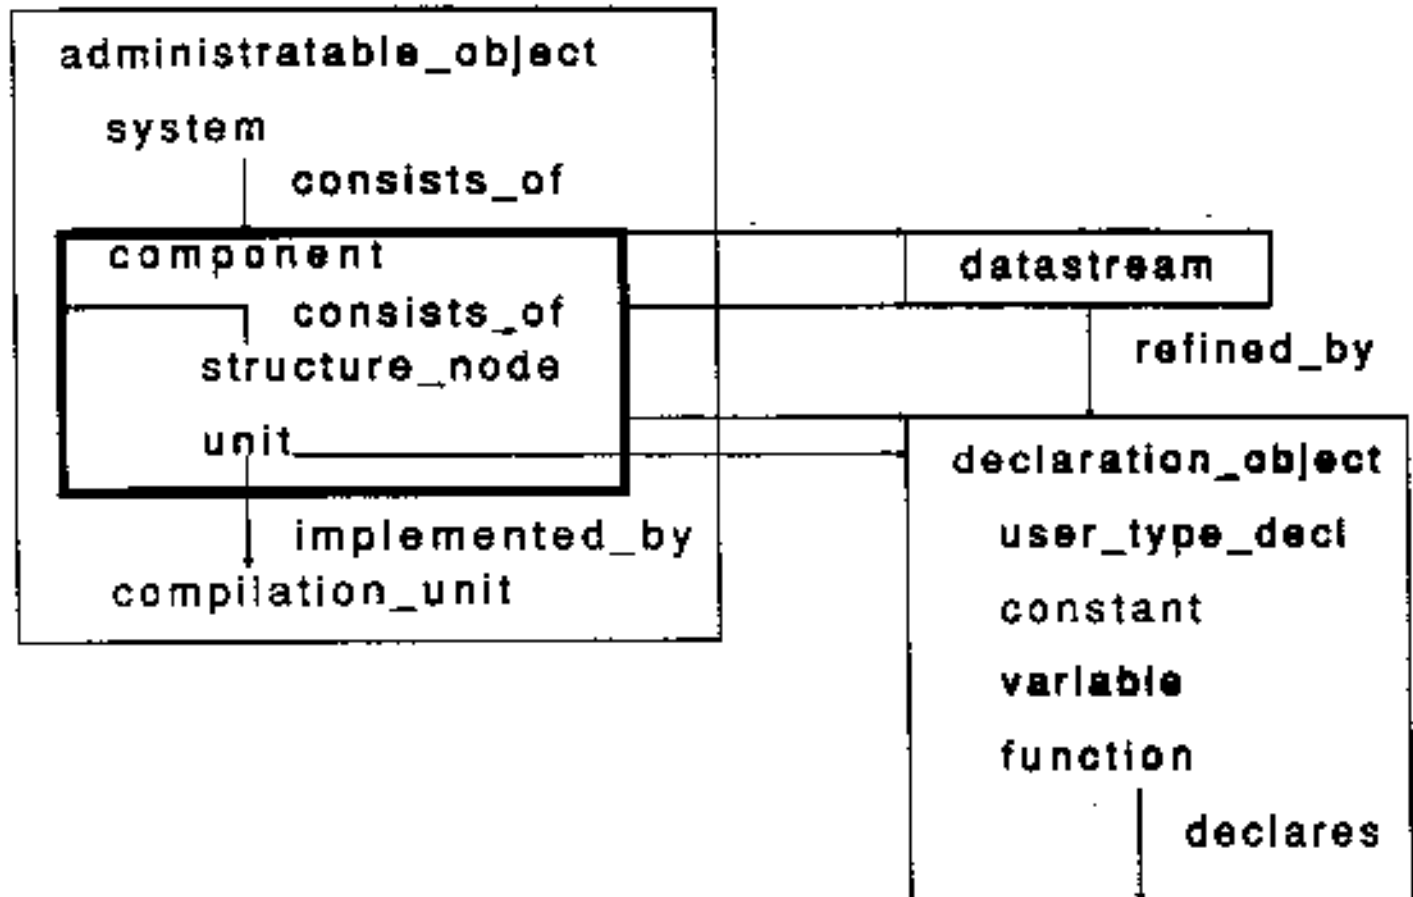 administratable_object
system
consists_of
component
consists_of
structure_node
unit
implemented_by
compilation_unit
datastream
refined_by
declaration_object
user_type_decl
constant
variable
function
declares